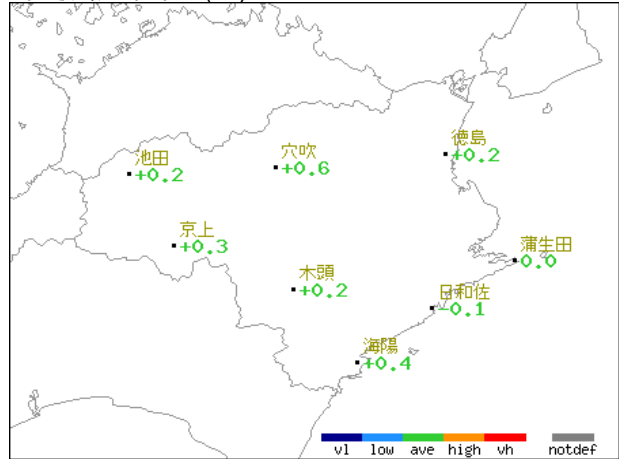 徳島
+0.2
穴吹
+0.6
池田
+0.2
京上
+0.3
蒲生田
0.0
木頭
+0.2
日和佐
-0.1
海陽
+0.4
vl low ave high vh notdef